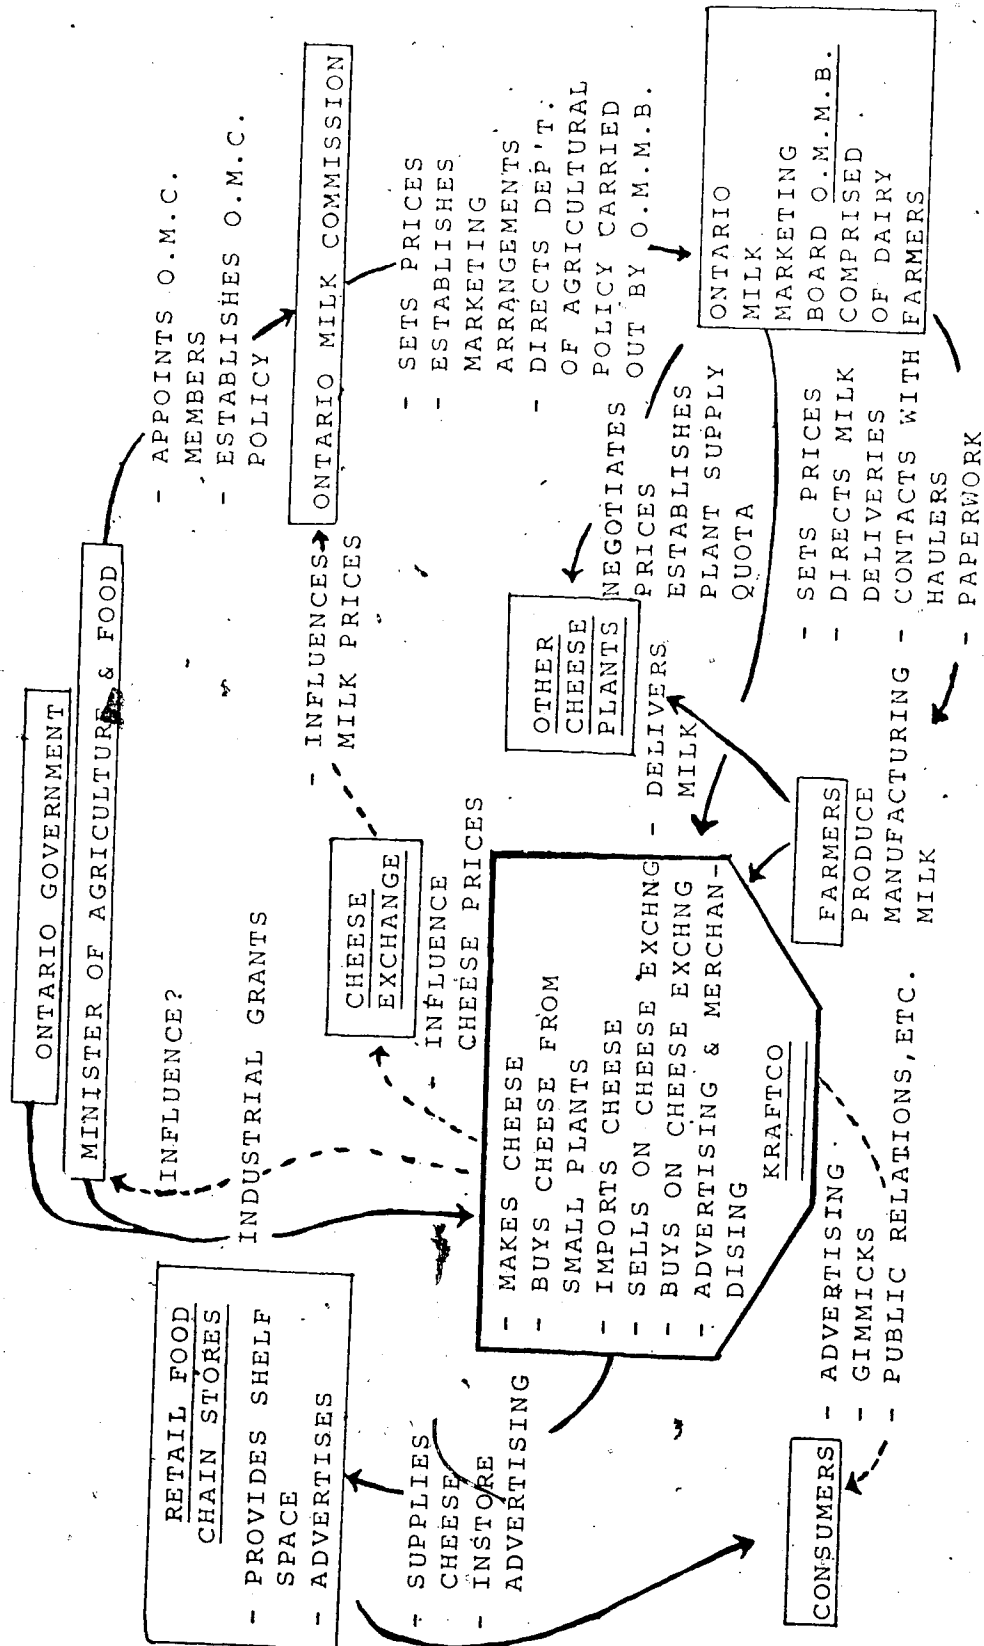 ONTARIO GOVERNMENT
MINISTER OF AGRICULTURE & FOOD
- APPOINTS O.M.C.
MEMBERS
- ESTABLISHES O.M.C.
POLICY
INFLUENCE?
INDUSTRIAL GRANTS
RETAIL FOOD
CHAIN STORES
- PROVIDES SHELF
SPACE
- ADVERTISES
CHEESE
EXCHANGE
- INFLUENCES
MILK PRICES
ONTARIO MILK COMMISSION
- SETS PRICES
- ESTABLISHES
MARKETING
ARRANGEMENTS
- DIRECTS DEP'T.
OF AGRICULTURAL
POLICY CARRIED
OUT BY O.M.M.B.
- SUPPLIES
CHEESE
- INSTORE
ADVERTISING
- INFLUENCE
CHEESE PRICES
- MAKES CHEESE
- BUYS CHEESE FROM
SMALL PLANTS
- IMPORTS CHEESE
- SELLS ON CHEESE EXCHNG
- BUYS ON CHEESE EXCHNG
- ADVERTISING & MERCHAN-
DISING
KRAFTCO
OTHER
CHEESE
PLANTS
- DELIVERS
MILK
NEGOTIATES
PRICES
ESTABLISHES
PLANT SUPPLY
QUOTA
ONTARIO
MILK
MARKETING
BOARD O.M.M.B.
COMPRISED
OF DAIRY
FARMERS
- SETS PRICES
- DIRECTS MILK
DELIVERIES
- CONTACTS WITH
HAULERS
- PAPERWORK
FARMERS
PRODUCE
MANUFACTURING
MILK
CONSUMERS
- ADVERTISING
- GIMMICKS
- PUBLIC RELATIONS,ETC.